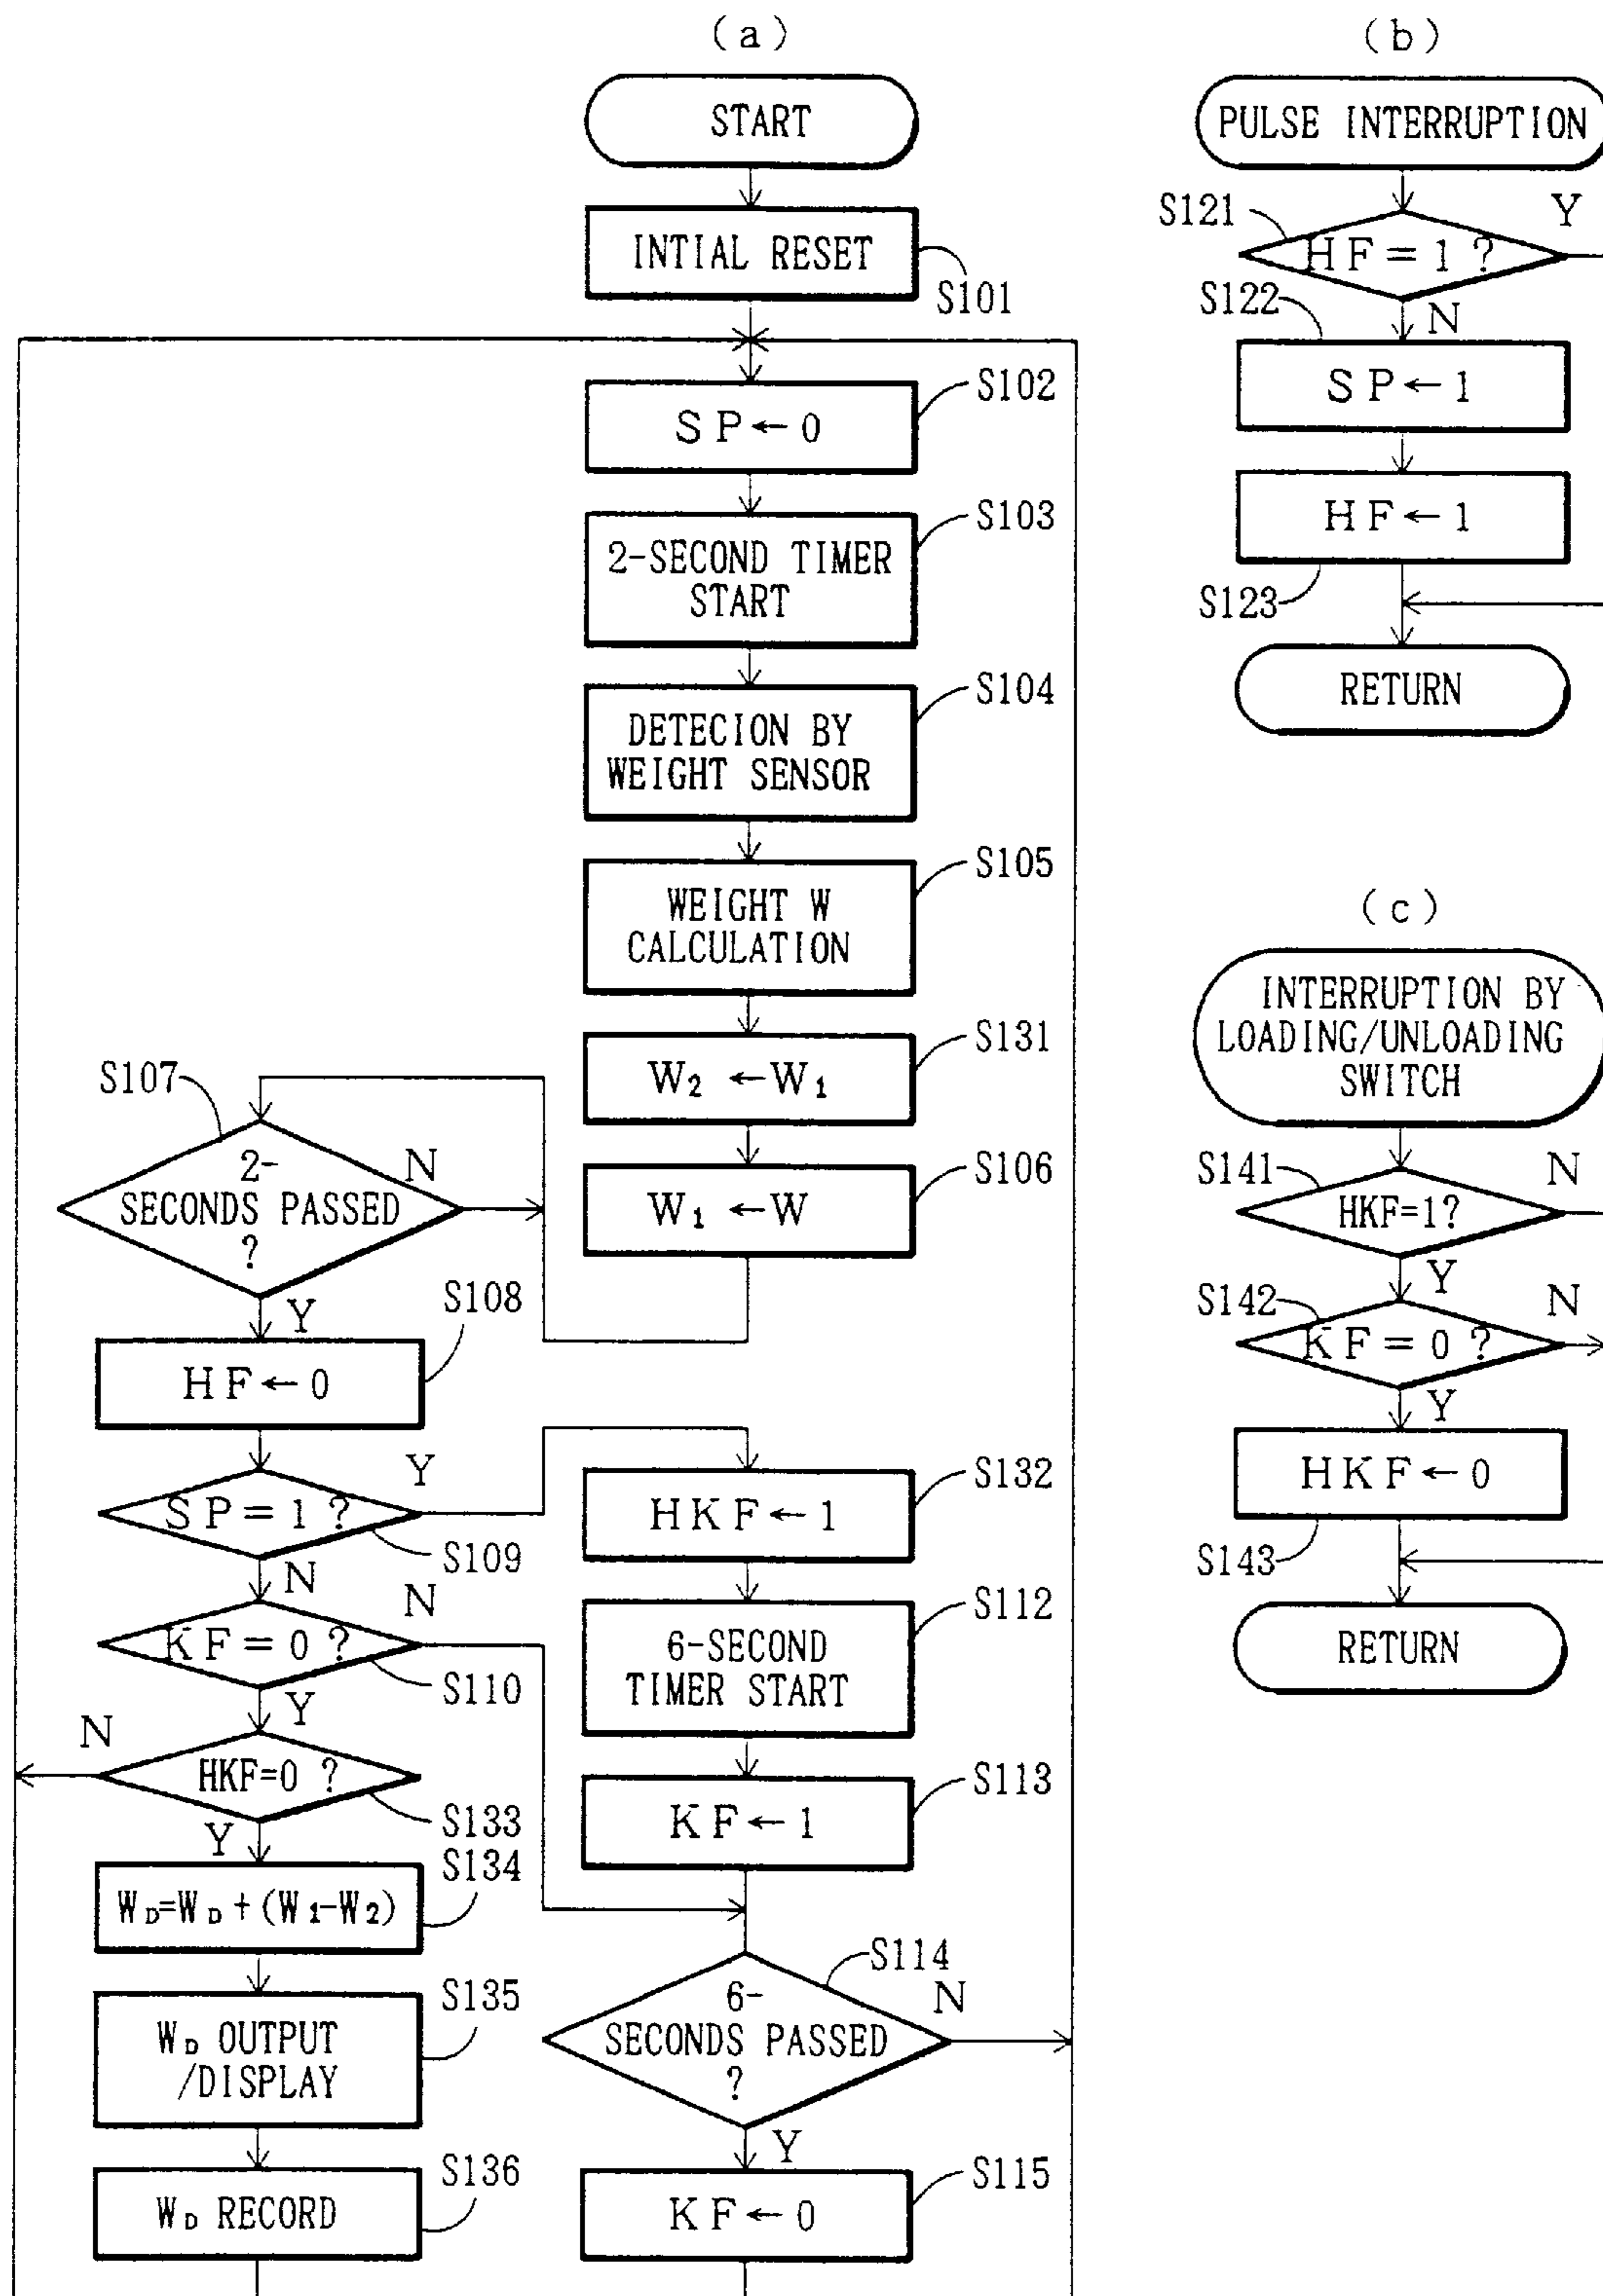 (a)
START
INTIAL RESET
S101
SP←0
S102
2-SECOND TIMER
START
S103
DETECION BY
WEIGHT SENSOR
S104
WEIGHT W
CALCULATION
S105
W₂ ←W₁
S131
W₁ ←W
S106
S107
2-
SECONDS PASSED
?
N
Y
HF←0
S108
SP=1?
Y
S109
N
KF=0?
N
S110
Y
HKF=0 ?
N
S133
Y
S134
W_D=W_D+(W₁-W₂)
W_D OUTPUT
/DISPLAY
S135
W_D RECORD
S136
HKF←1
S132
6-SECOND
TIMER START
S112
KF←1
S113
S114
6-
SECONDS PASSED
?
N
Y
KF←0
S115
(b)
PULSE INTERRUPTION
S121
HF=1?
Y
N
S122
SP←1
HF←1
S123
RETURN
(c)
INTERRUPTION BY
LOADING/UNLOADING
SWITCH
S141
HKF=1?
N
Y
S142
KF=0?
N
Y
HKF←0
S143
RETURN